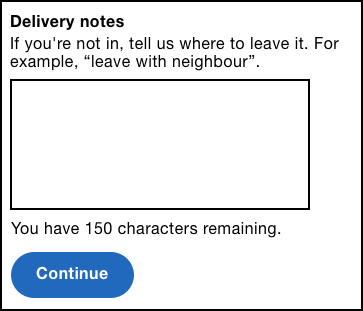 Delivery notes
If you're not in, tell us where to leave it. For
example, “leave with neighbour”.
You have 150 characters remaining.
Continue